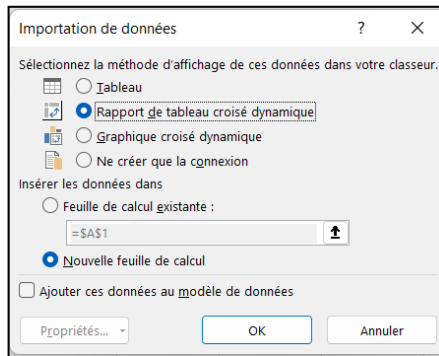 Importation de données ? ×
Sélectionnez la méthode d'affichage de ces données dans votre classeur.
Tableau
Rapport de tableau croisé dynamique
Graphique croisé dynamique
Ne créer que la connexion
Insérer les données dans
Feuille de calcul existante :
=$A$1
Nouvelle feuille de calcul
Ajouter ces données au modèle de données
Propriétés... OK Annuler